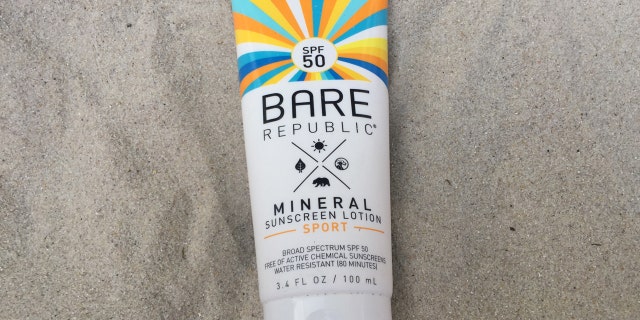 SPF
50
BARE
REPUBLIC®
MINERAL
SUNSCREEN LOTION
SPORT
BROAD SPECTRUM SPF 50
FREE OF ACTIVE CHEMICAL SUNSCREENS
WATER RESISTANT (80 MINUTES)
3.4 FL OZ / 100 mL